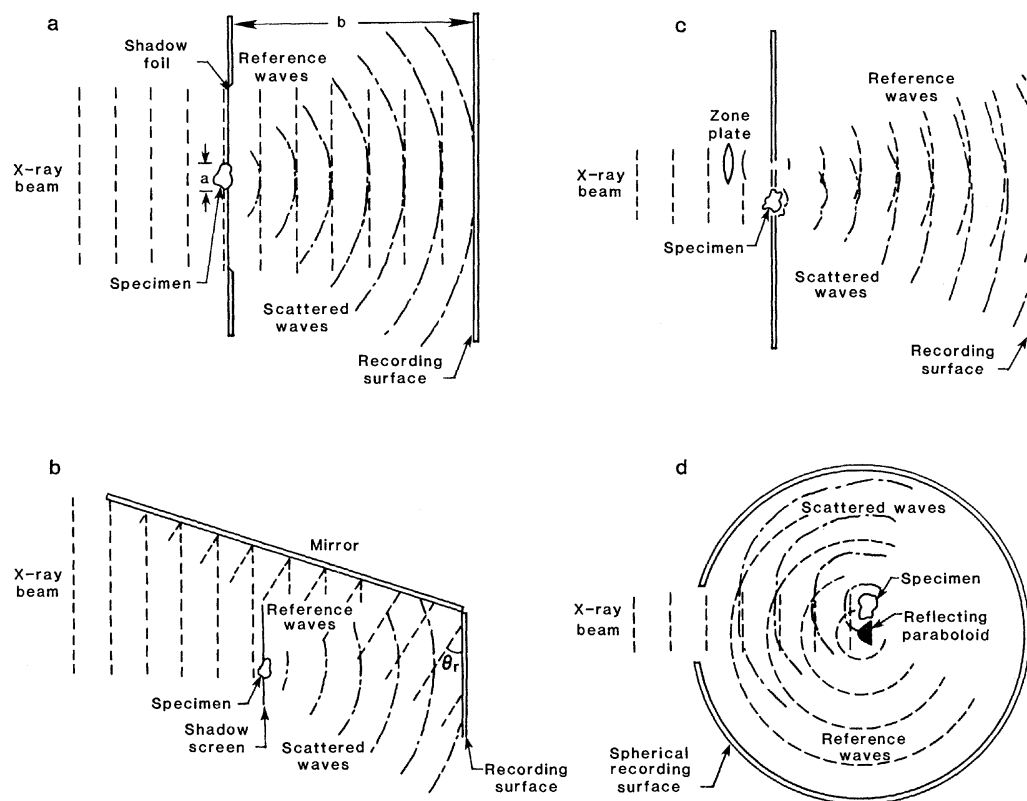 a
b
Shadow
foil
Reference
waves
X-ray
beam
a
Specimen
Scattered
waves
Recording
surface
c
Reference
waves
Zone
plate
X-ray
beam
Specimen
Scattered
waves
Recording
surface
b
Mirror
X-ray
beam
Reference
waves
θr
Specimen
Shadow
screen
Scattered
waves
Recording
surface
d
Scattered waves
Specimen
X-ray
beam
Reflecting
paraboloid
Reference
waves
Spherical
recording
surface